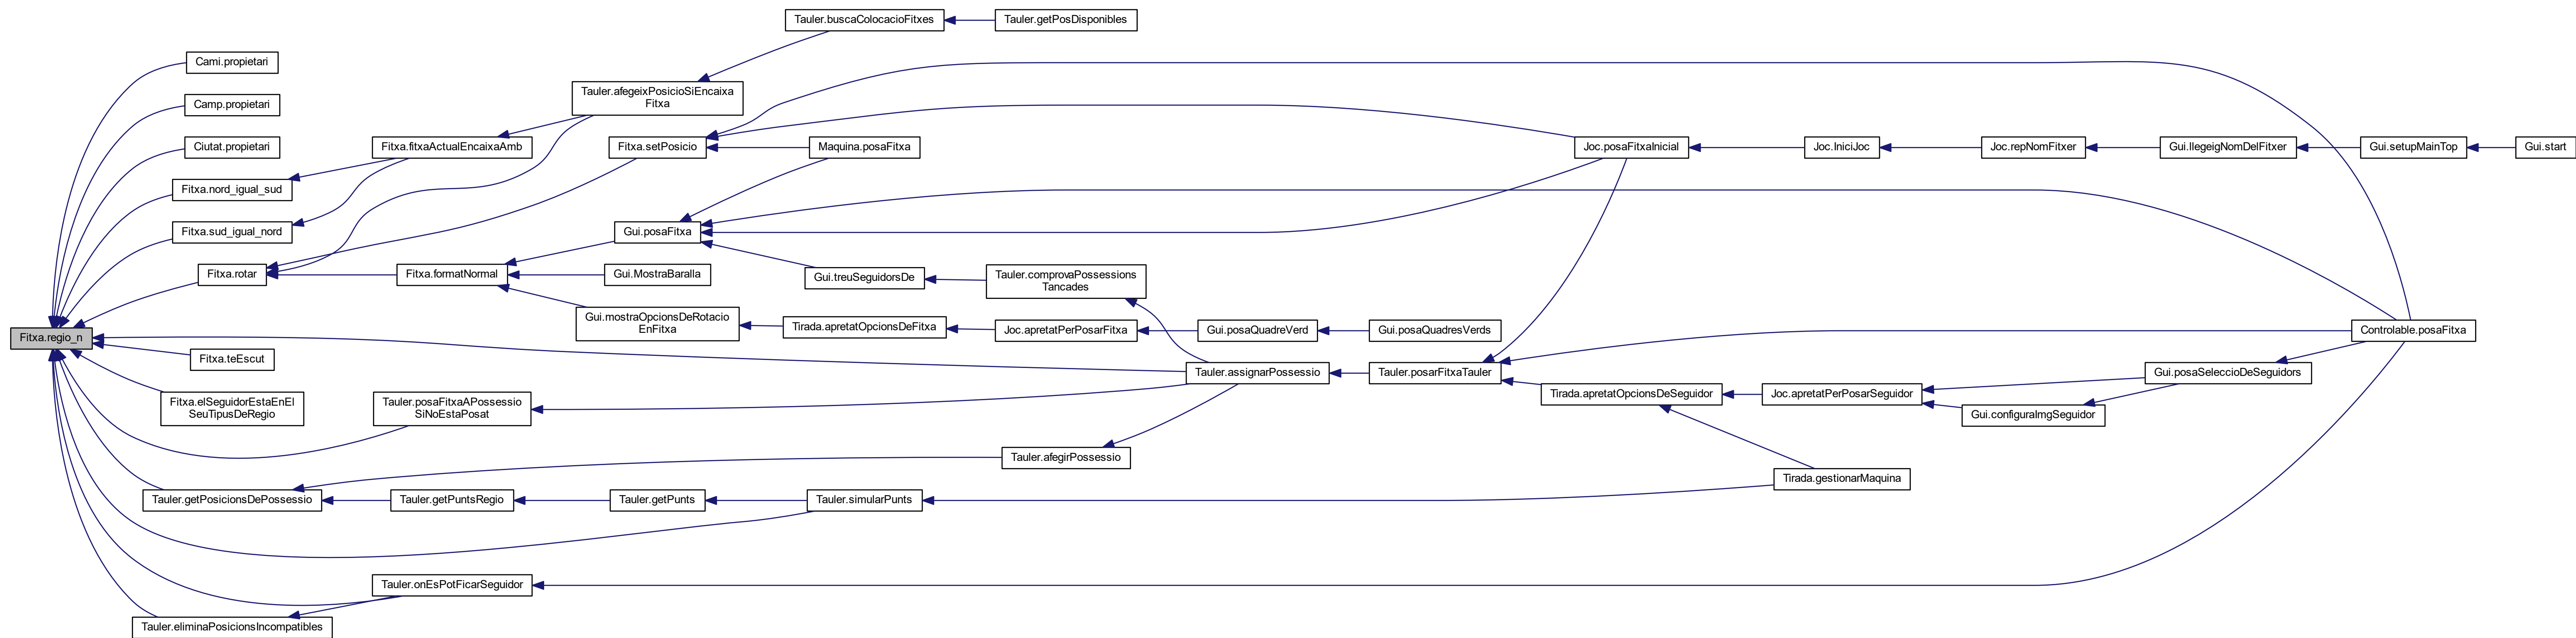 Tauler.buscaColocacioFitxes
Tauler.getPosDisponibles
Cami.propietari
Tauler.afegeixPosicioSiEncaixa
Fitxa
Camp.propietari
Ciutat.propietari
Fitxa.fitxaActualEncaixaAmb
Fitxa.setPosicio
Maquina.posaFitxa
Joc.posaFitxaInicial
Joc.IniciJoc
Joc.repNomFitxer
Gui.llegeigNomDelFitxer
Gui.setupMainTop
Gui.start
Fitxa.nord_igual_sud
Fitxa.sud_igual_nord
Gui.posaFitxa
Fitxa.rotar
Fitxa.formatNormal
Gui.MostraBaralla
Gui.treuSeguidorsDe
Tauler.comprovaPossessions
Tancades
Gui.mostraOpcionsDeRotacio
EnFitxa
Tirada.apretatOpcionsDeFitxa
Joc.apretatPerPosarFitxa
Gui.posaQuadreVerd
Gui.posaQuadresVerds
Controlable.posaFitxa
Fitxa.regio_n
Fitxa.teEscut
Tauler.assignarPossessio
Tauler.posarFitxaTauler
Gui.posaSeleccioDeSeguidors
Fitxa.elSeguidorEstaEnEl
SeuTipusDeRegio
Tauler.posaFitxaAPossessio
SiNoEstaPosat
Tirada.apretatOpcionsDeSeguidor
Joc.apretatPerPosarSeguidor
Gui.configuraImgSeguidor
Tauler.afegirPossessio
Tirada.gestionarMaquina
Tauler.getPosicionsDePossessio
Tauler.getPuntsRegio
Tauler.getPunts
Tauler.simularPunts
Tauler.onEsPotFicarSeguidor
Tauler.eliminaPosicionsIncompatibles